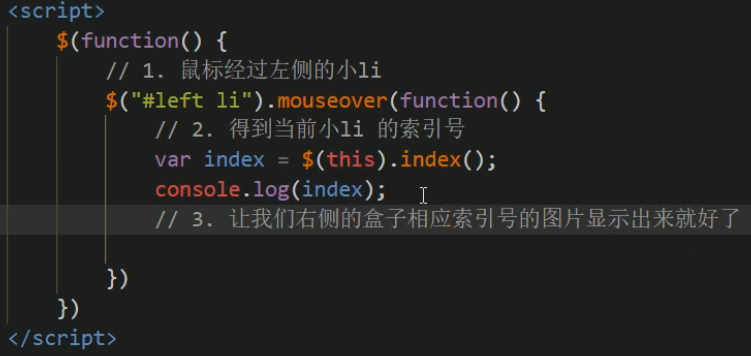 <script>
$(function() {
// 1. 鼠标经过左侧的小li
$("#left li").mouseover(function() {
// 2. 得到当前小li 的索引号
var index = $(this).index();
console.log(index);
// 3. 让我们右侧的盒子相应索引号的图片显示出来就好了
})
})
</script>